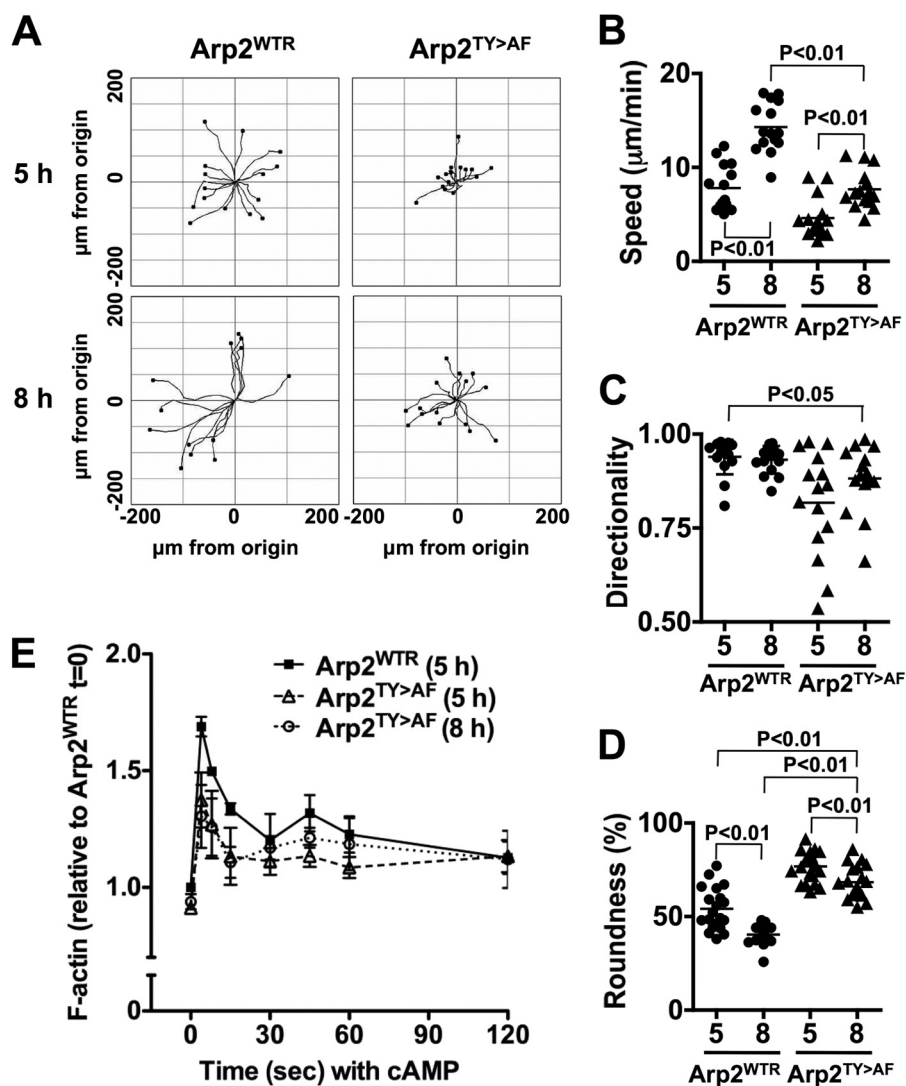 A
Arp2WTR
Arp2TY>AF
5 h
µm from origin
200
0
-200
8 h
µm from origin
200
0
-200
-200 0 200
-200 0 200
µm from origin
µm from origin
B
P<0.01
P<0.01
P<0.01
Speed (µm/min)
20
10
0
5 8 5 8
Arp2WTR Arp2TY>AF
C
P<0.05
Directionality
1.00
0.75
0.50
5 8 5 8
Arp2WTR Arp2TY>AF
D
P<0.01
P<0.01
P<0.01
P<0.01
Roundness (%)
100
50
0
5 8 5 8
Arp2WTR Arp2TY>AF
E
Arp2WTR (5 h)
Arp2TY>AF (5 h)
Arp2TY>AF (8 h)
F-actin (relative to Arp2WTR t=0)
2.0
1.5
1.0
0
0 30 60 90 120
Time (sec) with cAMP